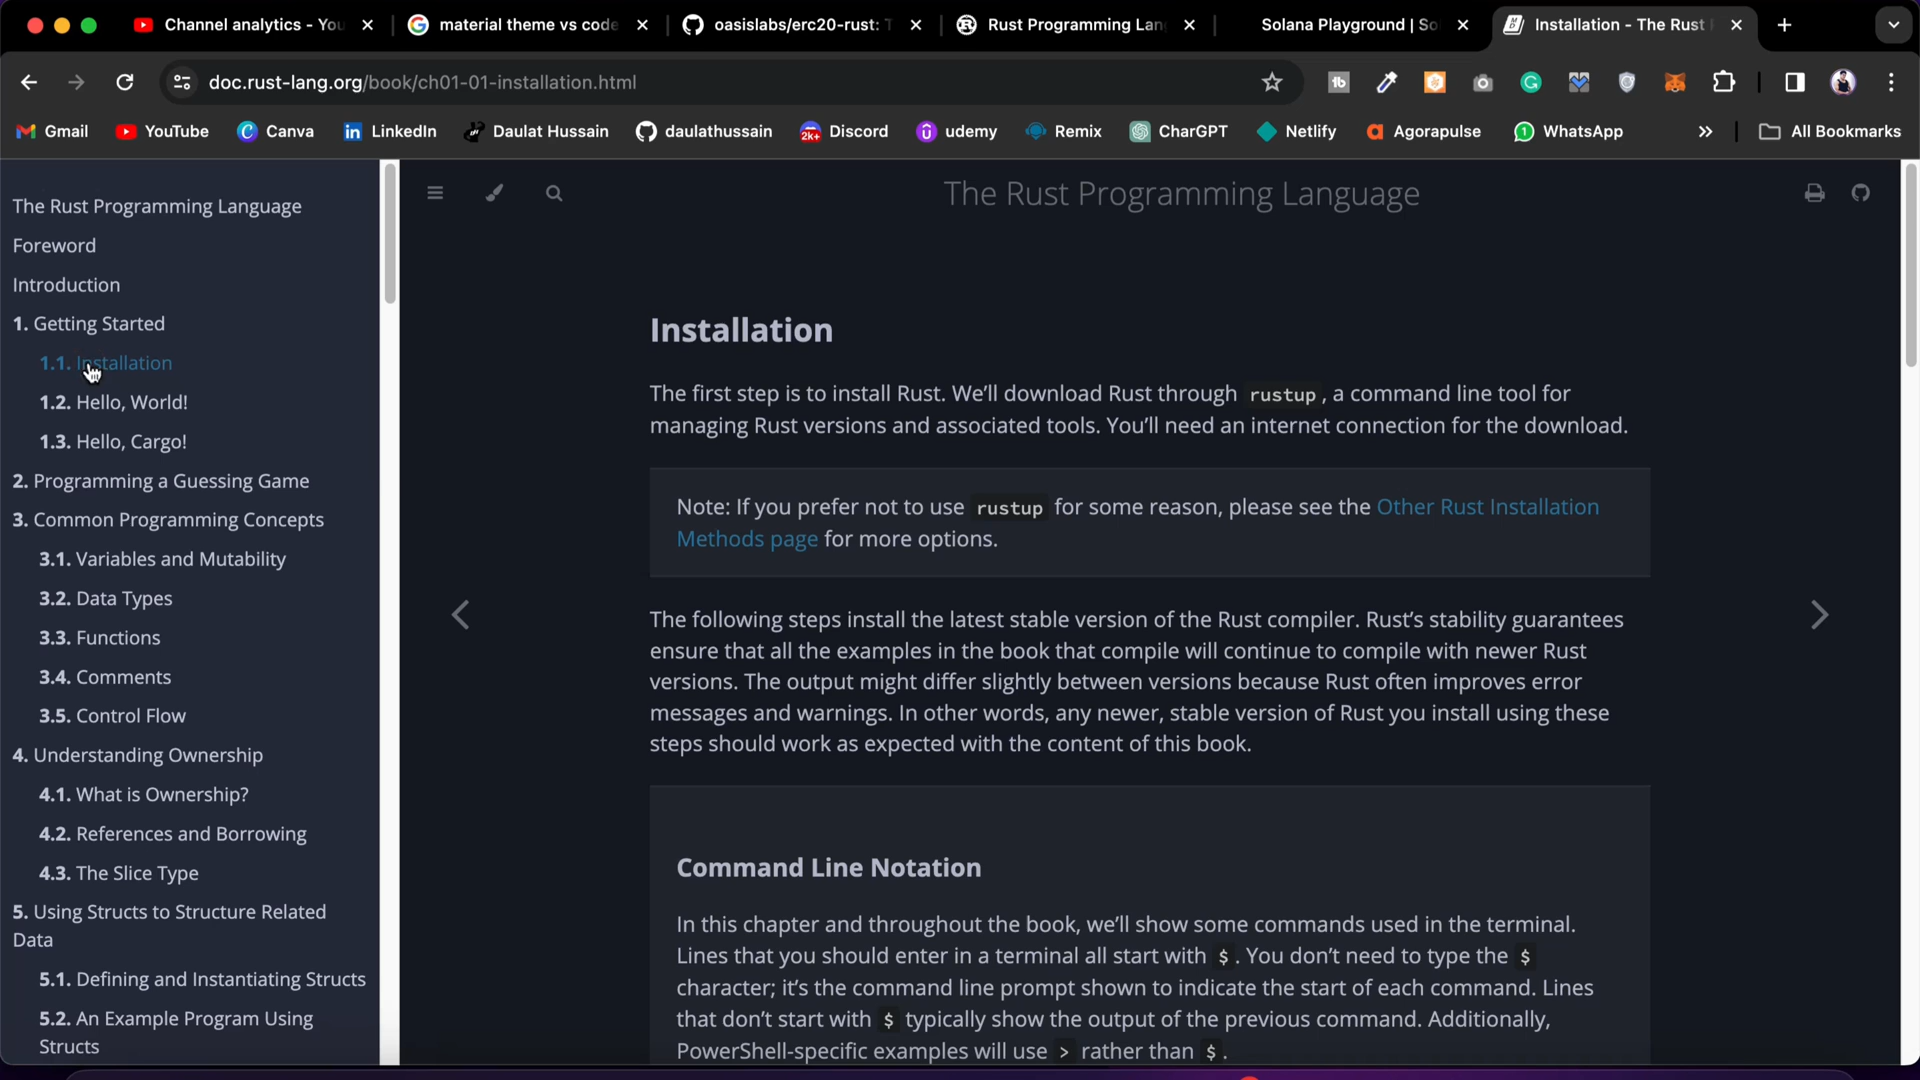 Channel analytics - You
material theme vs code
oasislabs/erc20-rust: T
Rust Programming Lan
Solana Playground | So
Installation - The Rust
doc.rust-lang.org/book/ch01-01-installation.html
Gmail
YouTube
Canva
LinkedIn
Daulat Hussain
daulathussain
2K+
Discord
udemy
Remix
CharGPT
Netlify
Agorapulse
WhatsApp
All Bookmarks
The Rust Programming Language
Foreword
Introduction
1. Getting Started
1.1. Installation
1.2. Hello, World!
1.3. Hello, Cargo!
2. Programming a Guessing Game
3. Common Programming Concepts
3.1. Variables and Mutability
3.2. Data Types
3.3. Functions
3.4. Comments
3.5. Control Flow
4. Understanding Ownership
4.1. What is Ownership?
4.2. References and Borrowing
4.3. The Slice Type
5. Using Structs to Structure Related
Data
5.1. Defining and Instantiating Structs
5.2. An Example Program Using
Structs
The Rust Programming Language
Installation
The first step is to install Rust. We’ll download Rust through rustup, a command line tool for
managing Rust versions and associated tools. You’ll need an internet connection for the download.
Note: If you prefer not to use rustup for some reason, please see the Other Rust Installation
Methods page for more options.
The following steps install the latest stable version of the Rust compiler. Rust’s stability guarantees
ensure that all the examples in the book that compile will continue to compile with newer Rust
versions. The output might differ slightly between versions because Rust often improves error
messages and warnings. In other words, any newer, stable version of Rust you install using these
steps should work as expected with the content of this book.
Command Line Notation
In this chapter and throughout the book, we’ll show some commands used in the terminal.
Lines that you should enter in a terminal all start with $. You don’t need to type the $
character; it’s the command line prompt shown to indicate the start of each command. Lines
that don’t start with $ typically show the output of the previous command. Additionally,
PowerShell-specific examples will use > rather than $.